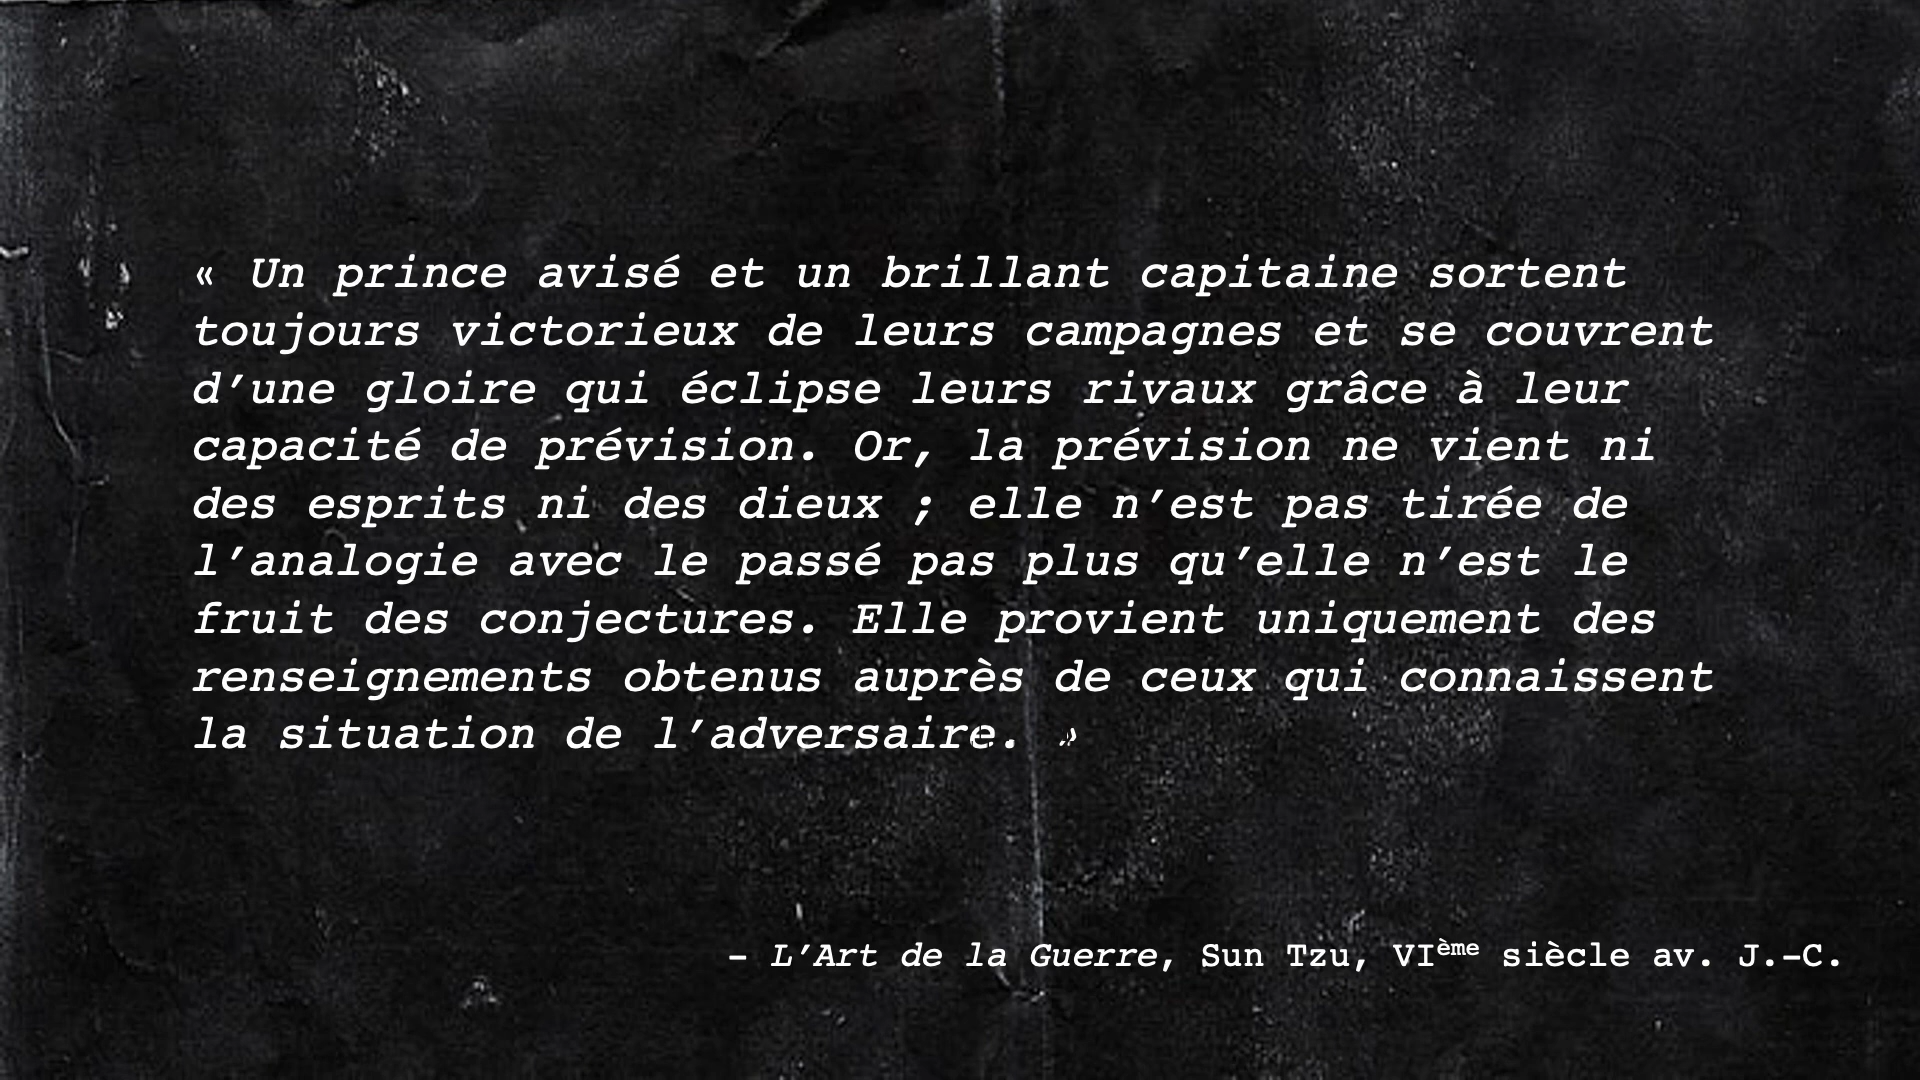 « Un prince avisé et un brillant capitaine sortent
toujours victorieux de leurs campagnes et se couvrent
d’une gloire qui éclipse leurs rivaux grâce à leur
capacité de prévision. Or, la prévision ne vient ni
des esprits ni des dieux ; elle n’est pas tirée de
l’analogie avec le passé pas plus qu’elle n’est le
fruit des conjectures. Elle provient uniquement des
renseignements obtenus auprès de ceux qui connaissent
la situation de l’adversaire. »
– L’Art de la Guerre, Sun Tzu, VIème siècle av. J.-C.